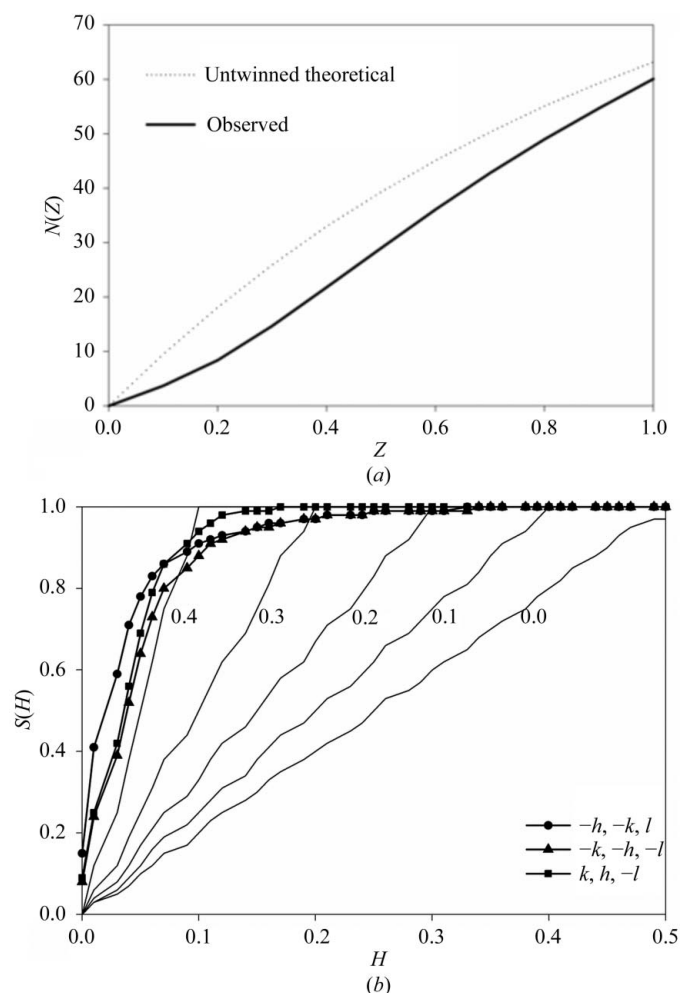 70
60
50
40
30
20
10
0
N(Z)
Untwinned theoretical
Observed
0.0 0.2 0.4 0.6 0.8 1.0
Z
(a)
1.0
0.8
0.6
0.4
0.2
0.0
S(H)
0.4 0.3 0.2 0.1 0.0
−h, −k, l
−k, −h, −l
k, h, −l
0.0 0.1 0.2 0.3 0.4 0.5
H
(b)